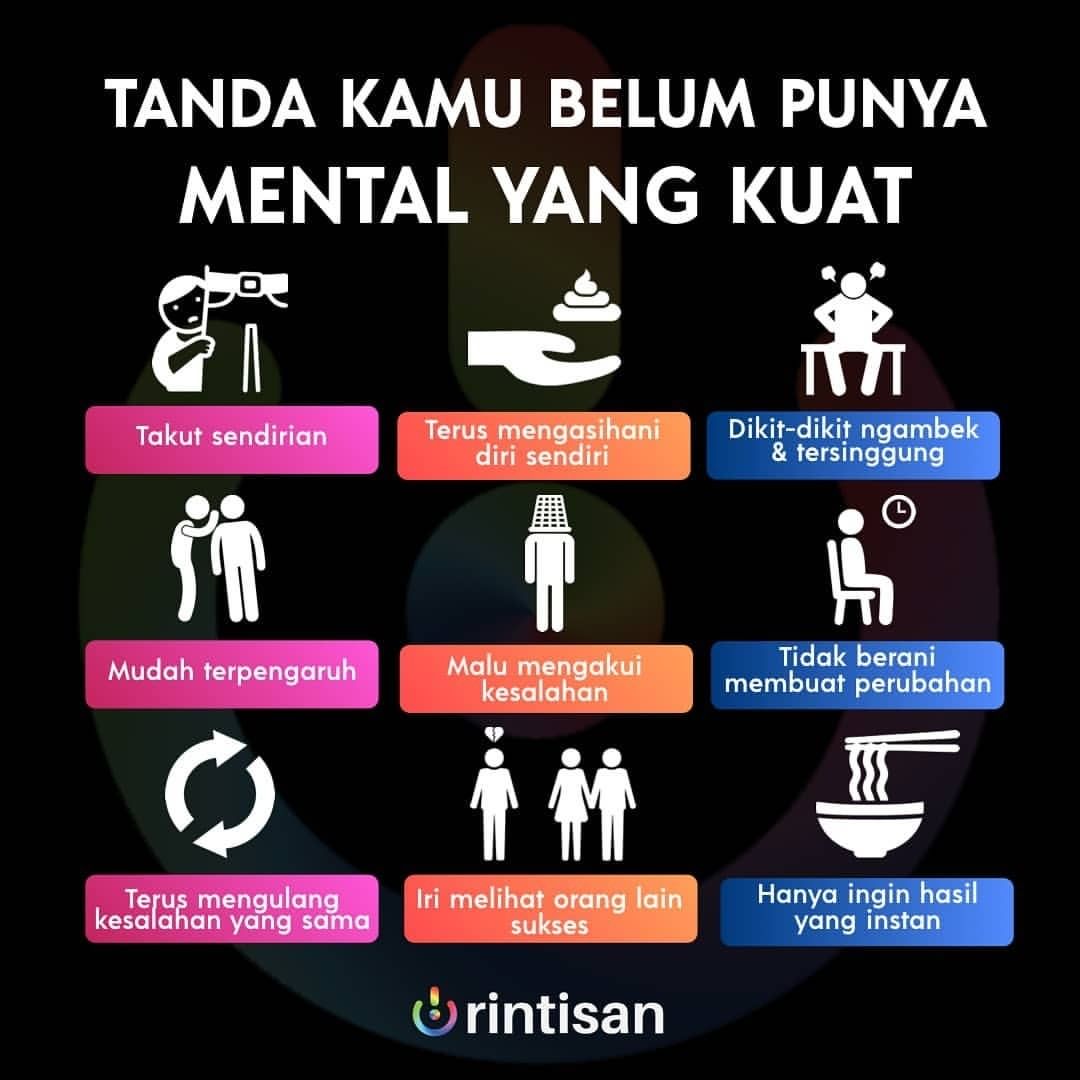 TANDA KAMU BELUM PUNYA
MENTAL YANG KUAT
Takut sendirian
Terus mengasihani
diri sendiri
Dikit-dikit ngambek
& tersinggung
Mudah terpengaruh
Malu mengakui
kesalahan
Tidak berani
membuat perubahan
Terus mengulang
kesalahan yang sama
Iri melihat orang lain
sukses
Hanya ingin hasil
yang instan
rintisan